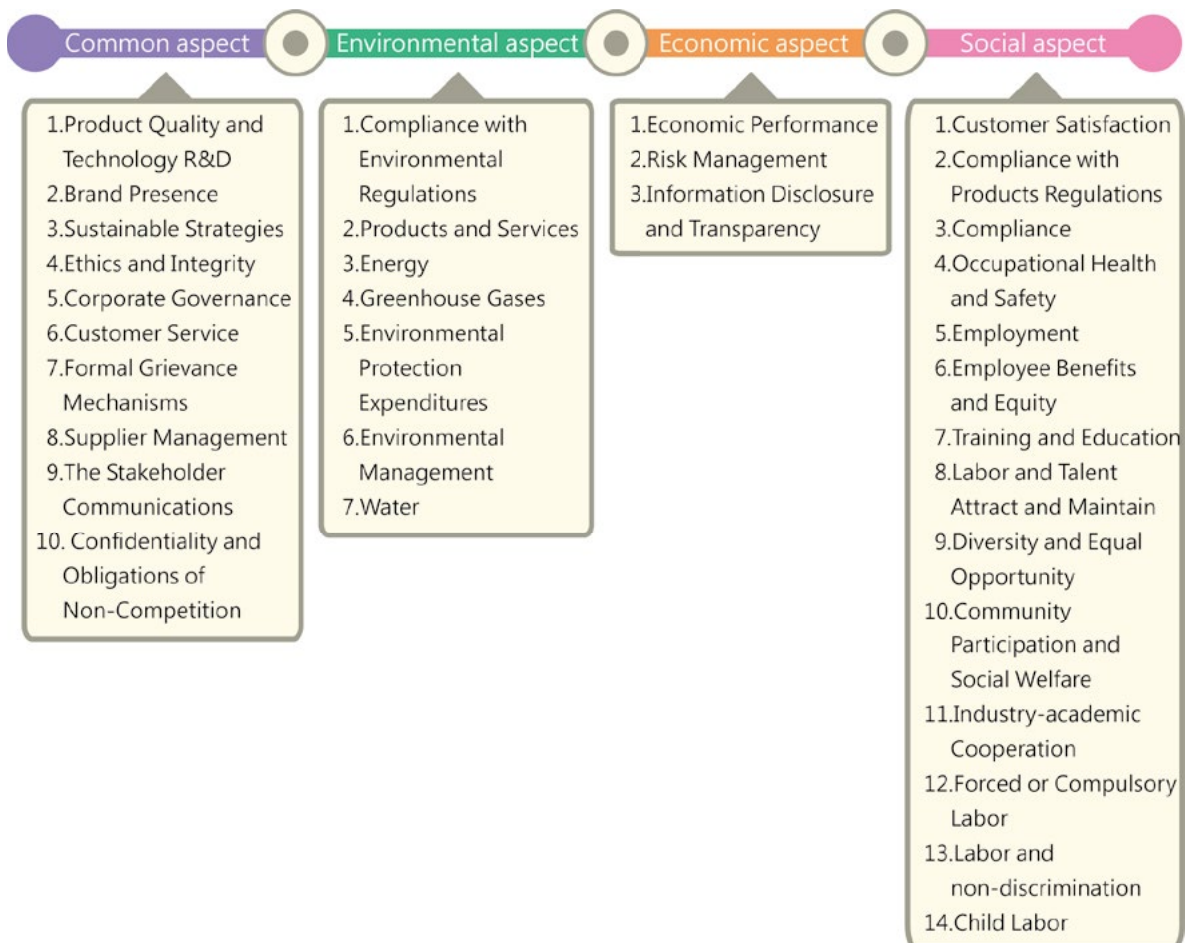 Common aspect
Environmental aspect
Economic aspect
Social aspect
1.Product Quality and
Technology R&D
2.Brand Presence
3.Sustainable Strategies
4.Ethics and Integrity
5.Corporate Governance
6.Customer Service
7.Formal Grievance
Mechanisms
8.Supplier Management
9.The Stakeholder
Communications
10. Confidentiality and
Obligations of
Non-Competition
1.Compliance with
Environmental
Regulations
2.Products and Services
3.Energy
4.Greenhouse Gases
5.Environmental
Protection
Expenditures
6.Environmental
Management
7.Water
1.Economic Performance
2.Risk Management
3.Information Disclosure
and Transparency
1.Customer Satisfaction
2.Compliance with
Products Regulations
3.Compliance
4.Occupational Health
and Safety
5.Employment
6.Employee Benefits
and Equity
7.Training and Education
8.Labor and Talent
Attract and Maintain
9.Diversity and Equal
Opportunity
10.Community
Participation and
Social Welfare
11.Industry-academic
Cooperation
12.Forced or Compulsory
Labor
13.Labor and
non-discrimination
14.Child Labor